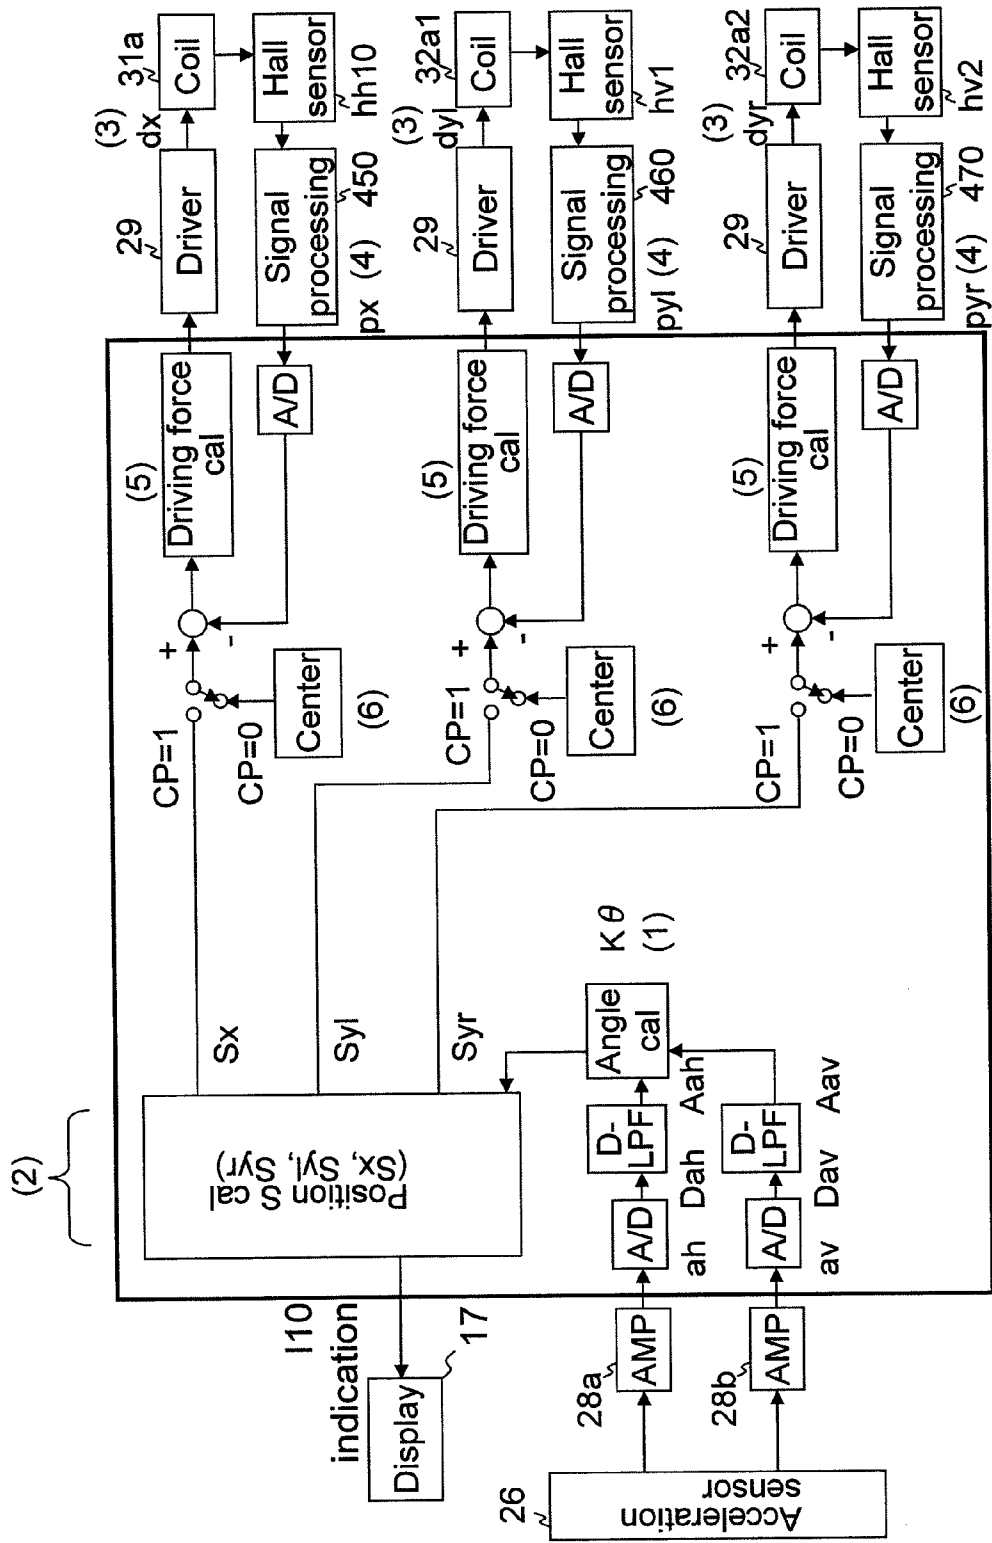 (2)
Position S cal
(Sx, Syl, Syr)
I10
indication
Display
17
26
Acceleration
sensor
28a
AMP
28b
AMP
A/D
A/D
D-
LPF
D-
LPF
ah Dah Aah
av Dav Aav
Angle
cal
Kθ
(1)
Sx
Syl
Syr
CP=1
CP=0
+
-
Center
(6)
(5)
Driving force
cal
A/D
29
Driver
(3)
dx
31a
Coil
Hall
sensor
hh10
Signal
processing
450
px (4)
CP=1
CP=0
+
-
Center
(6)
(5)
Driving force
cal
A/D
29
Driver
(3)
dyl
32a1
Coil
Hall
sensor
hv1
Signal
processing
460
pyl (4)
CP=1
CP=0
+
-
Center
(6)
(5)
Driving force
cal
A/D
29
Driver
(3)
dyr
32a2
Coil
Hall
sensor
hv2
Signal
processing
470
pyr (4)